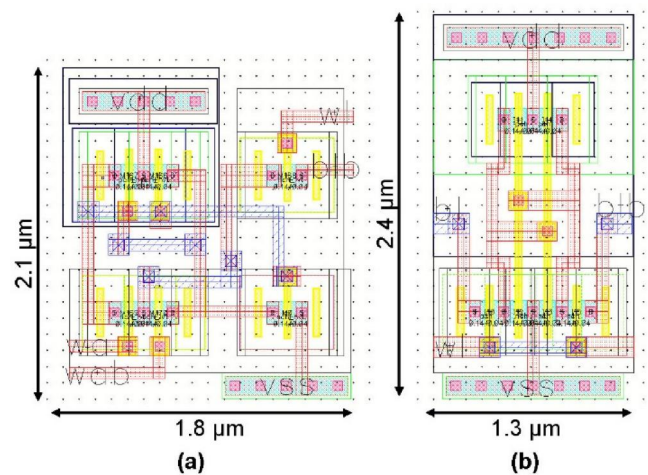 vdd
wl
blb
wa
wab
vss
2.1 µm
1.8 µm
(a)
vdd
bl
blb
w
vss
2.4 µm
1.3 µm
(b)